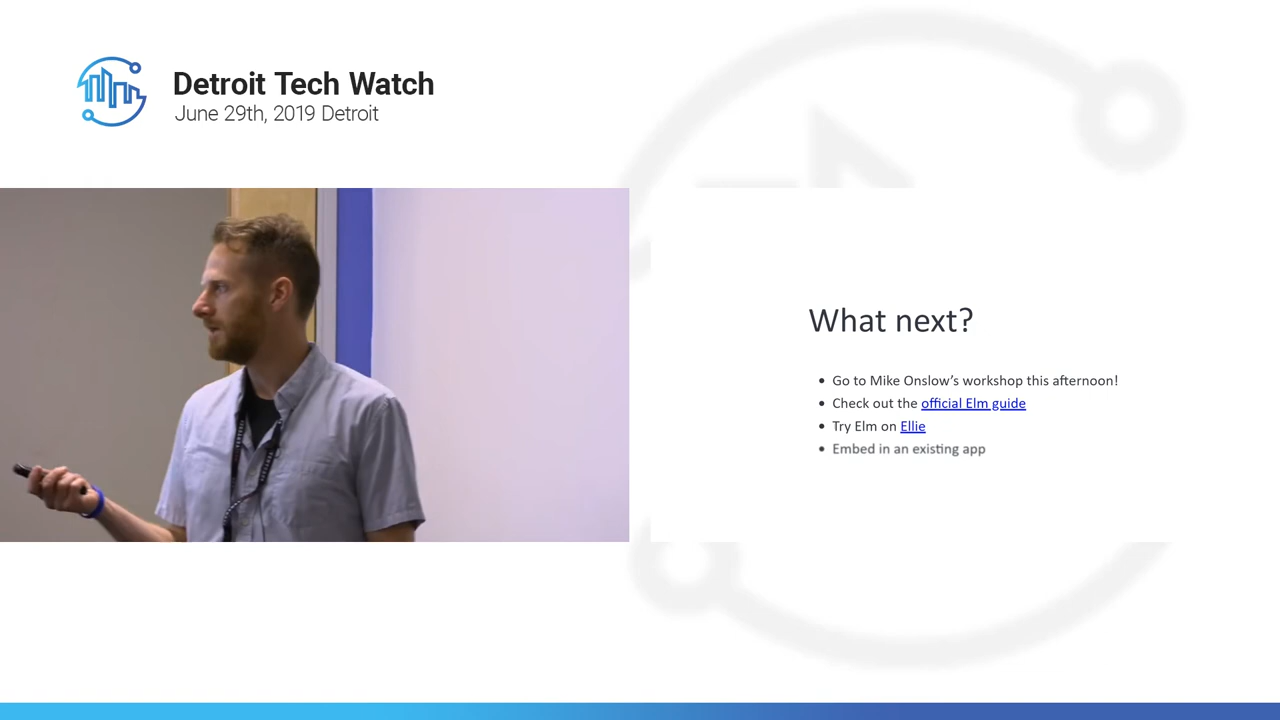 Detroit Tech Watch
June 29th, 2019 Detroit
What next?
• Go to Mike Onslow’s workshop this afternoon!
• Check out the official Elm guide
• Try Elm on Ellie
• Embed in an existing app